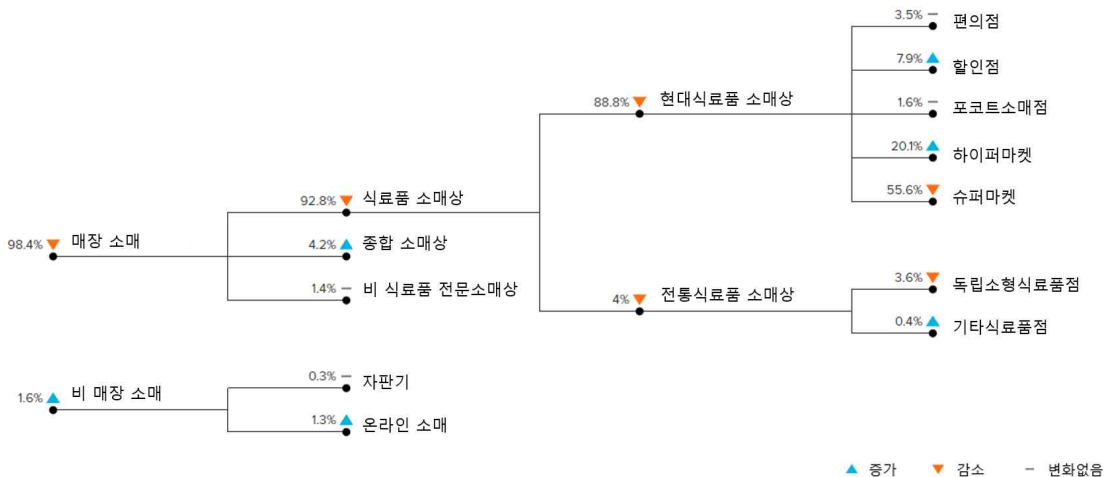 3.5% – 편의점
7.9% ▲ 할인점
88.8% ▼ 현대식료품 소매상
1.6% – 포코트소매점
20.1% ▲ 하이퍼마켓
92.8% ▼ 식료품 소매상
55.6% ▼ 슈퍼마켓
98.4% ▼ 매장 소매
4.2% ▲ 종합 소매상
1.4% – 비 식료품 전문소매상
4% ▼ 전통식료품 소매상
3.6% ▼ 독립소형식료품점
0.4% ▲ 기타식료품점
1.6% ▲ 비 매장 소매
0.3% – 자판기
1.3% ▲ 온라인 소매
▲ 증가 ▼ 감소 – 변화없음